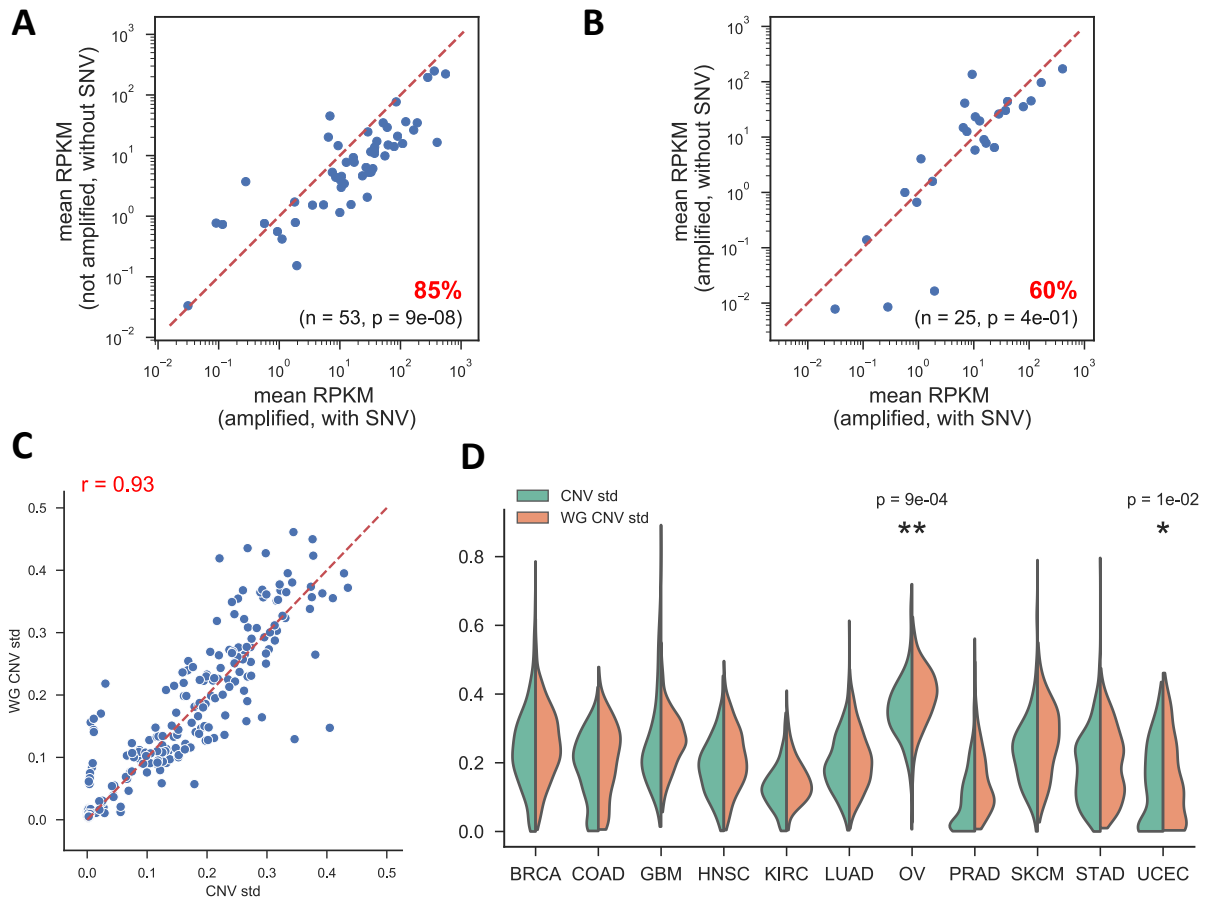 A
mean RPKM
(not amplified, without SNV)
10³
10²
10¹
10⁰
10⁻¹
10⁻²
85%
(n = 53, p = 9e-08)
10⁻² 10⁻¹ 10⁰ 10¹ 10² 10³
mean RPKM
(amplified, with SNV)
B
mean RPKM
(amplified, without SNV)
10³
10²
10¹
10⁰
10⁻¹
10⁻²
60%
(n = 25, p = 4e-01)
10⁻² 10⁻¹ 10⁰ 10¹ 10² 10³
mean RPKM
(amplified, with SNV)
C
r = 0.93
WG CNV std
0.5
0.4
0.3
0.2
0.1
0.0
0.0 0.1 0.2 0.3 0.4 0.5
CNV std
D
CNV std
WG CNV std
p = 9e-04
**
p = 1e-02
*
0.8
0.6
0.4
0.2
0.0
BRCA COAD GBM HNSC KIRC LUAD OV PRAD SKCM STAD UCEC